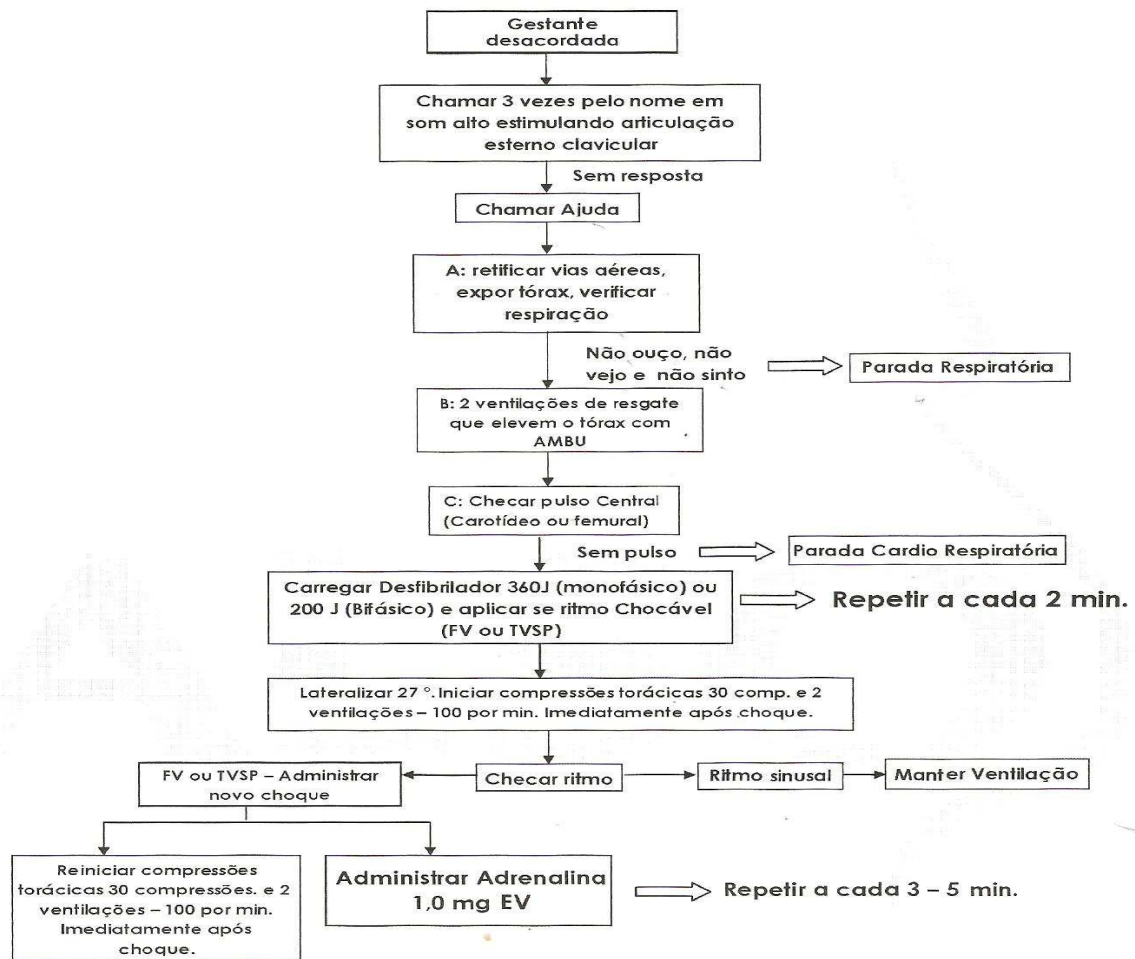 Gestante
desacordada
Chamar 3 vezes pelo nome em
som alto estimulando articulação
esterno clavicular
Sem resposta
Chamar Ajuda
A: retificar vias aéreas,
expor tórax, verificar
respiração
Não ouço, não
vejo e não sinto
Parada Respiratória
B: 2 ventilações de resgate
que elevem o tórax com
AMBU
C: Checar pulso Central
(Carotídeo ou femural)
Sem pulso
Parada Cardio Respiratória
Carregar Desfibrilador 360J (monofásico) ou
200 J (Bifásico) e aplicar se ritmo Chocável
(FV ou TVSP)
Repetir a cada 2 min.
Lateralizar 27 °. Iniciar compressões torácicas 30 comp. e 2
ventilações – 100 por min. Imediatamente após choque.
FV ou TVSP – Administrar
novo choque
Checar ritmo
Ritmo sinusal
Manter Ventilação
Reiniciar compressões
torácicas 30 compressões. e 2
ventilações – 100 por min.
Imediatamente após
choque.
Administrar Adrenalina
1,0 mg EV
Repetir a cada 3 – 5 min.